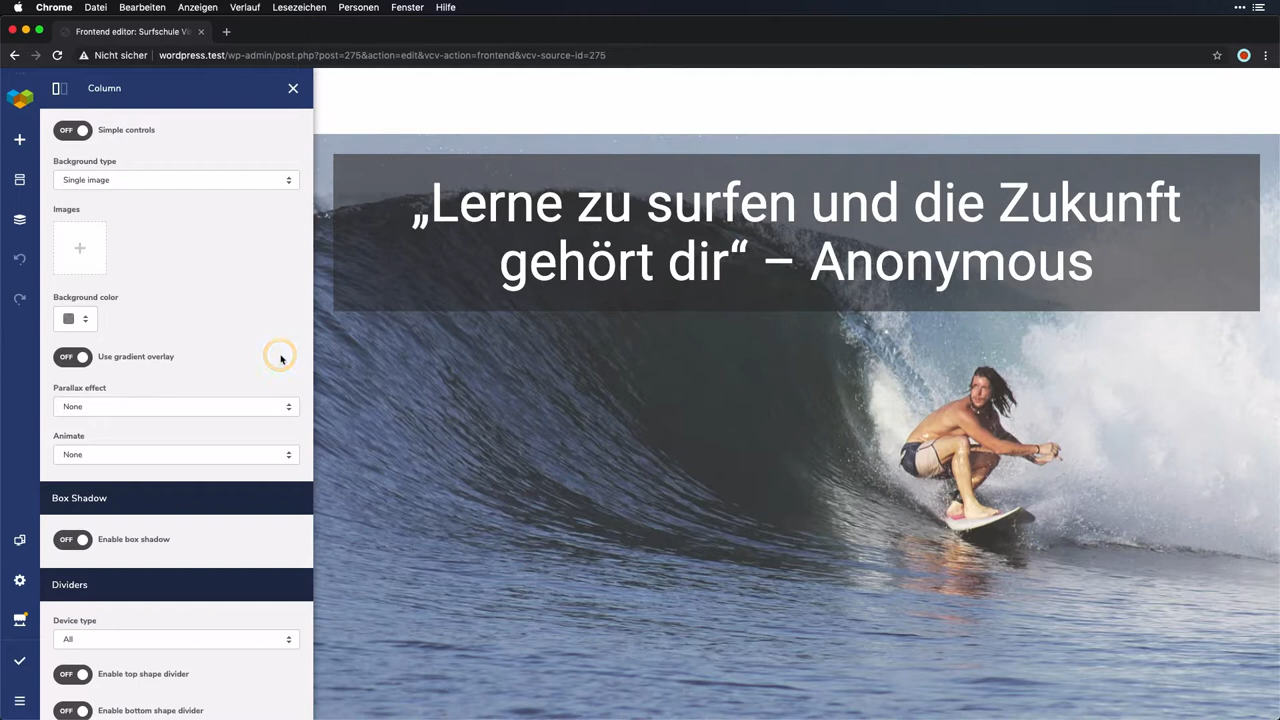 Chrome Datei Bearbeiten Anzeigen Verlauf Lesezeichen Personen Fenster Hilfe
Frontend editor: Surfschule V
Nicht sicher wordpress.test/wp-admin/post.php?post=275&action=edit&vcv-action=frontend&vcv-source-id=275
Column
OFF Simple controls
Background type
Single image
Images
Background color
OFF Use gradient overlay
Parallax effect
None
Animate
None
Box Shadow
OFF Enable box shadow
Dividers
Device type
All
OFF Enable top shape divider
OFF Enable bottom shape divider
„Lerne zu surfen und die Zukunft
gehört dir“ – Anonymous